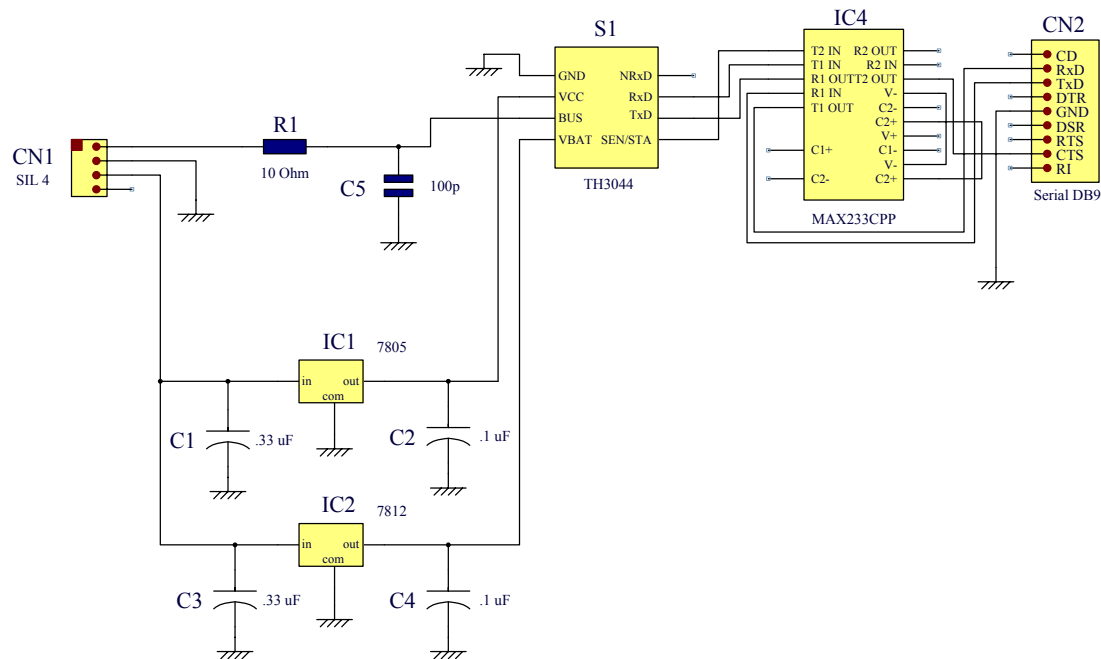 CN1
SIL 4
R1
10 Ohm
C5
100p
S1
GND
VCC
BUS
VBAT
NRxD
RxD
TxD
SEN/STA
TH3044
IC4
T2 IN
T1 IN
R1 OUT
R1 IN
T1 OUT
C1+
C2-
R2 OUT
R2 IN
T2 OUT
V-
C2-
C2+
V+
C1-
V-
C2+
MAX233CPP
CN2
CD
RxD
TxD
DTR
GND
DSR
RTS
CTS
RI
Serial DB9
IC1
7805
in
out
com
C1
.33 uF
C2
.1 uF
IC2
7812
in
out
com
C3
.33 uF
C4
.1 uF